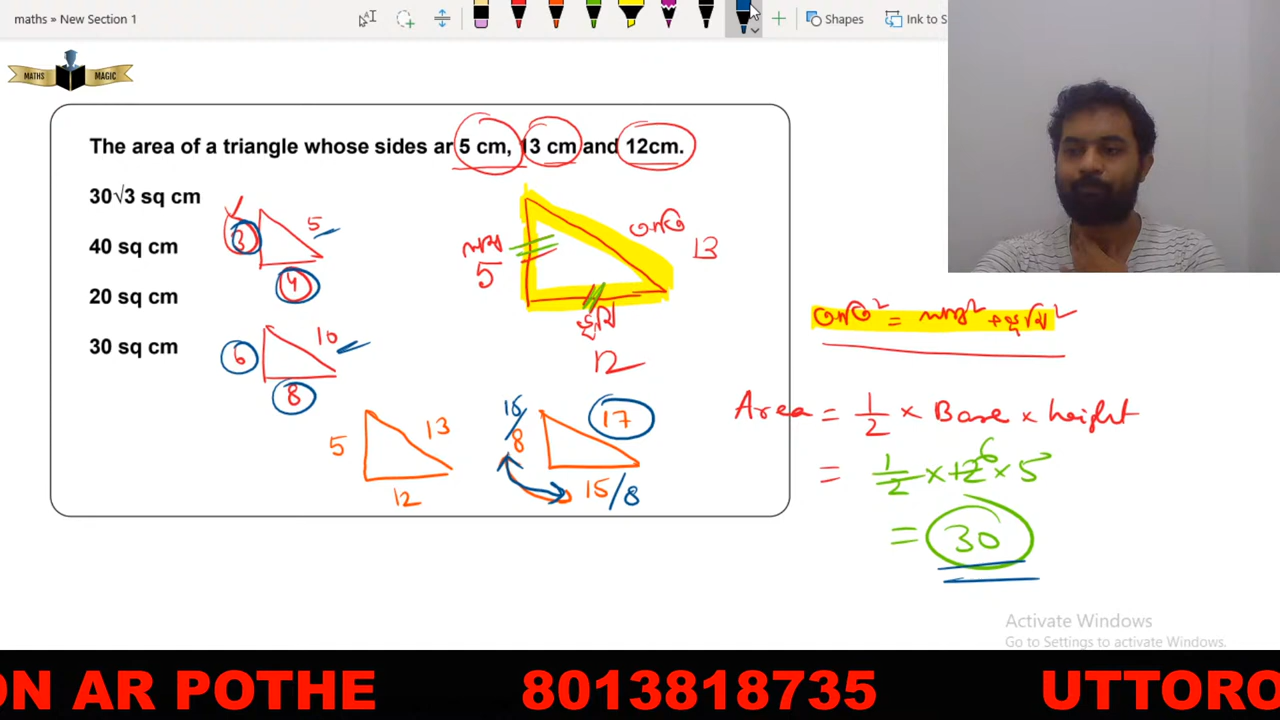 maths » New Section 1
Shapes
Ink to S
MATHS MAGIC
The area of a triangle whose sides ar 5 cm, 13 cm and 12cm.
30√3 sq cm
40 sq cm
20 sq cm
30 sq cm
3
5
4
6
10
8
5
13
12
লম্ব
5
অতি
13
ভূমি
12
15/8
17
15/8
অতি² = লম্ব² + ভূমি²
Area = 1/2 × Base × height
= 1/2 × 12 6 × 5
= 30
Activate Windows
Go to Settings to activate Windows.
ON AR POTHE 8013818735 UTTORO